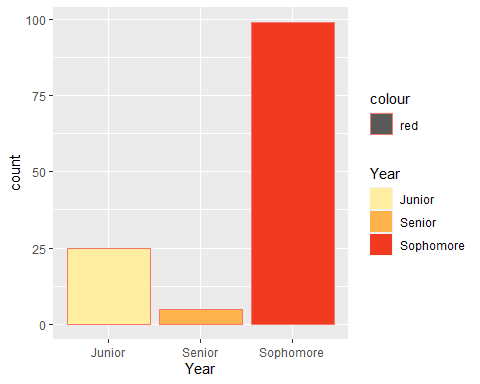 100
75
50
25
0
count
Junior Senior Sophomore
Year
colour
red
Year
Junior
Senior
Sophomore